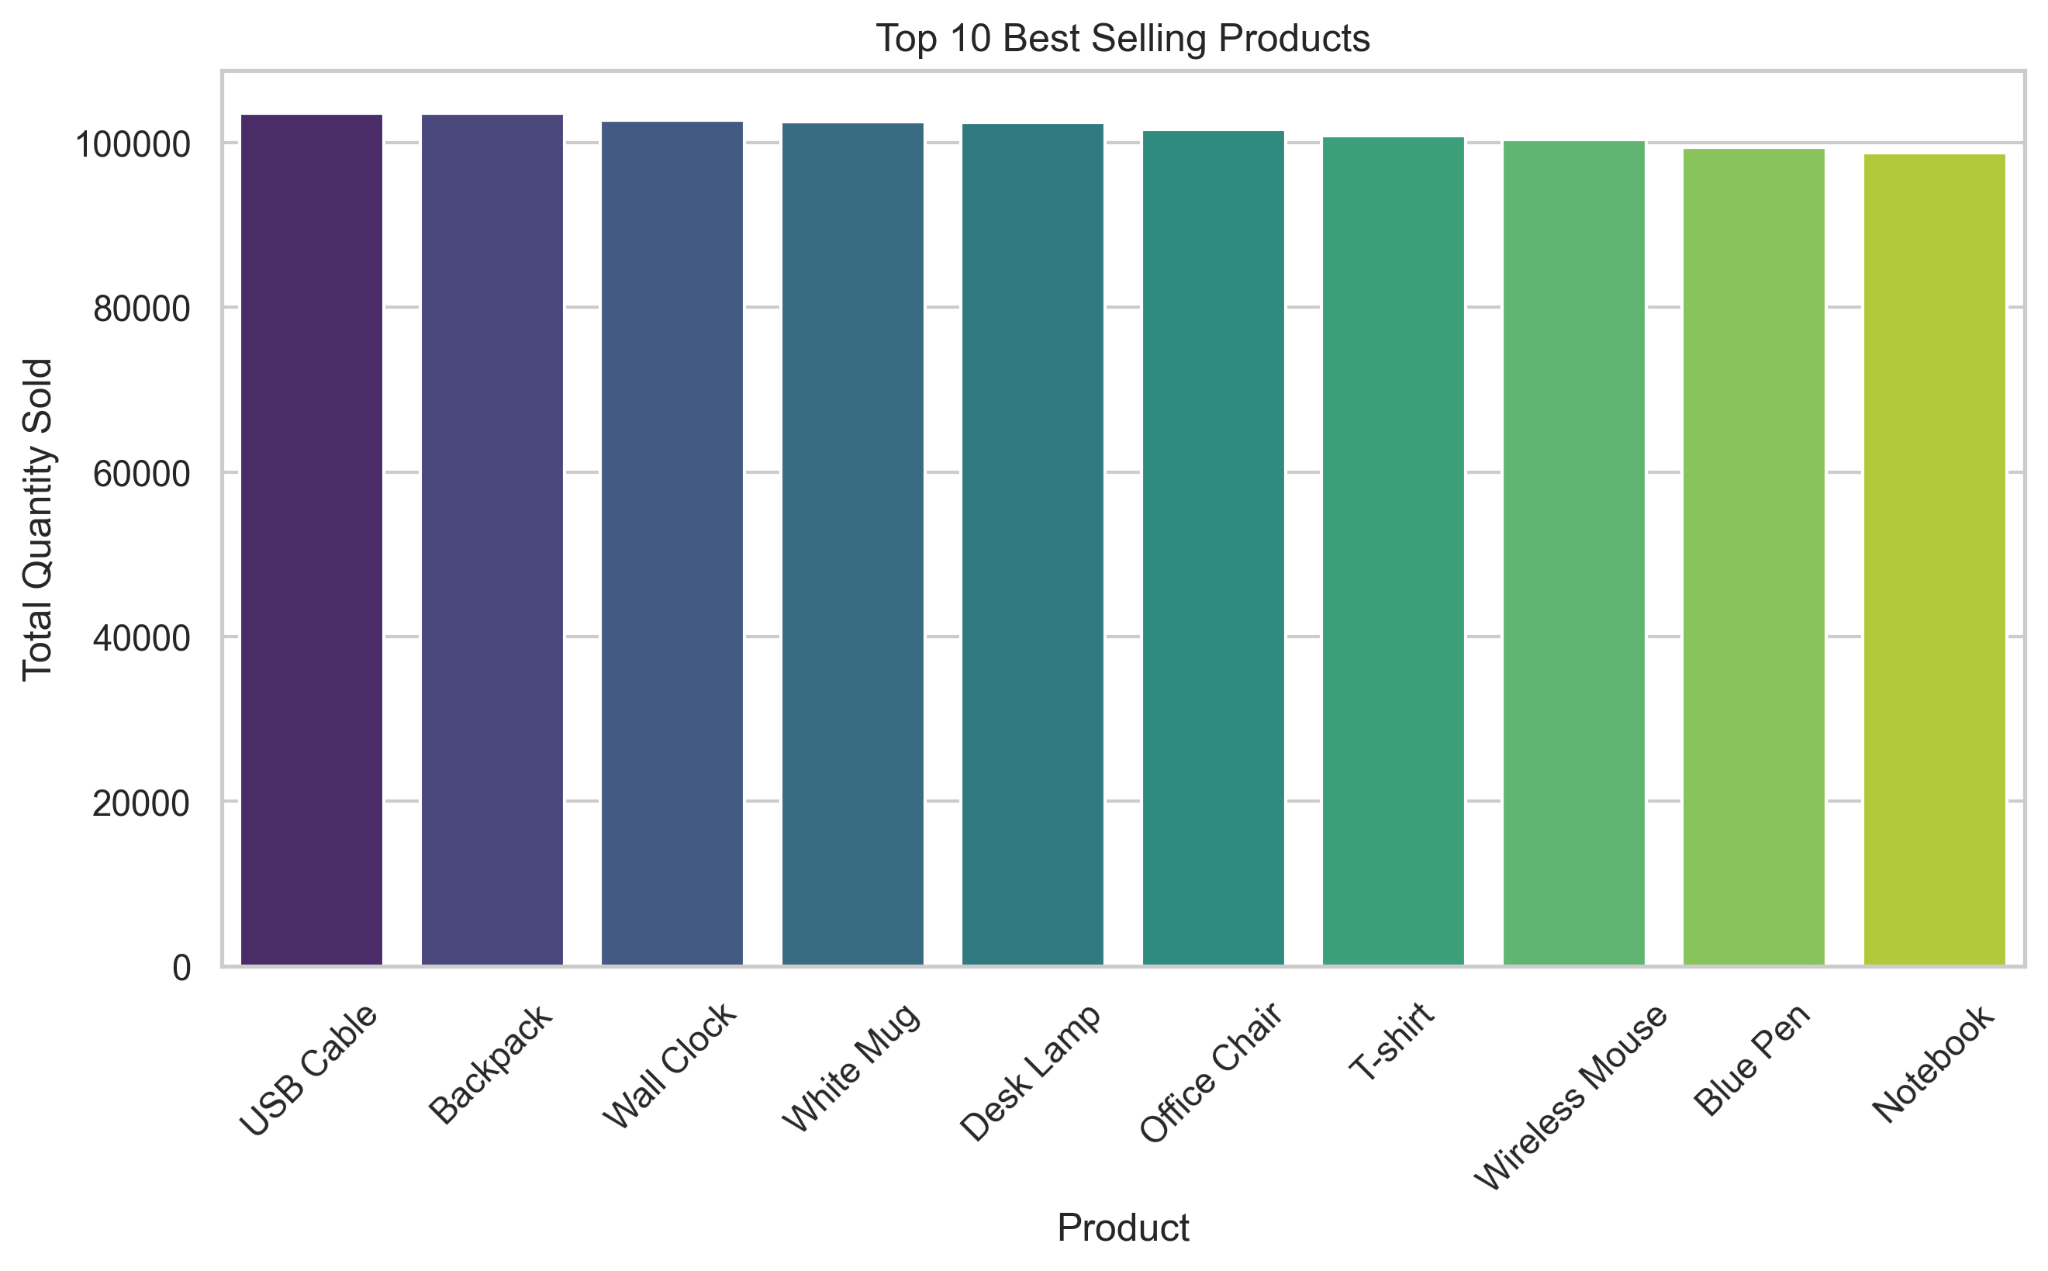 Top 10 Best Selling Products
Total Quantity Sold
100000
80000
60000
40000
20000
0
USB Cable
Backpack
Wall Clock
White Mug
Desk Lamp
Office Chair
T-shirt
Wireless Mouse
Blue Pen
Notebook
Product